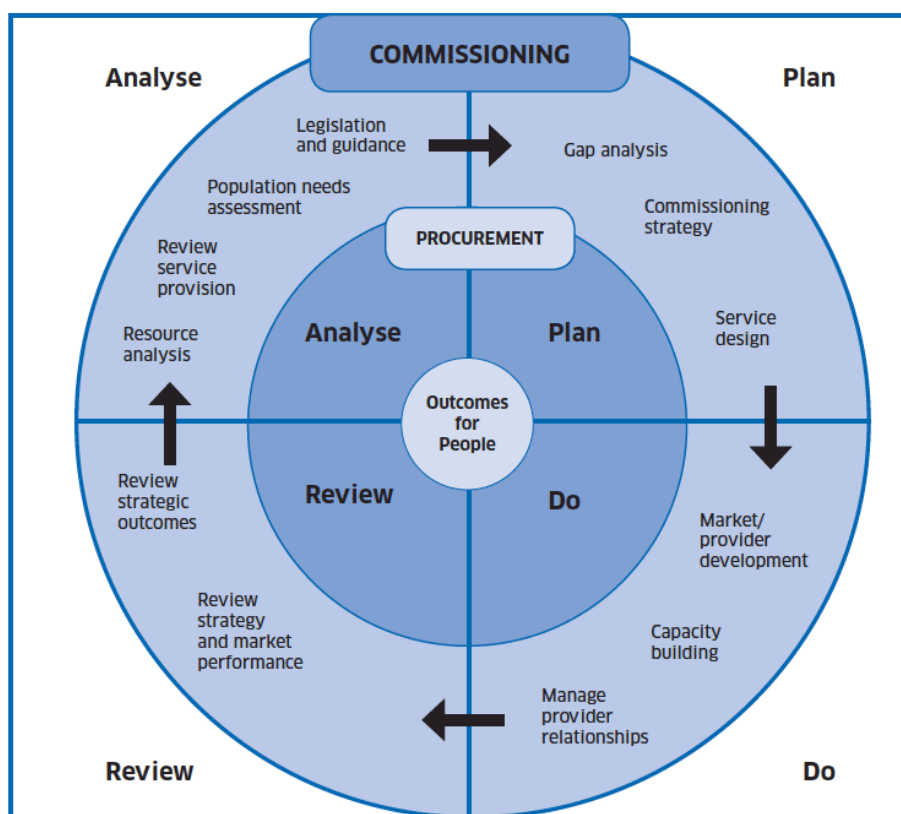 COMMISSIONING
Analyse
Plan
Legislation
and guidance
Gap analysis
Population needs
assessment
Commissioning
strategy
Review
service
provision
PROCUREMENT
Resource
analysis
Analyse
Plan
Service
design
Outcomes
for
People
Review
strategic
outcomes
Review
Do
Market/
provider
development
Review
strategy
and market
performance
Capacity
building
Manage
provider
relationships
Review
Do